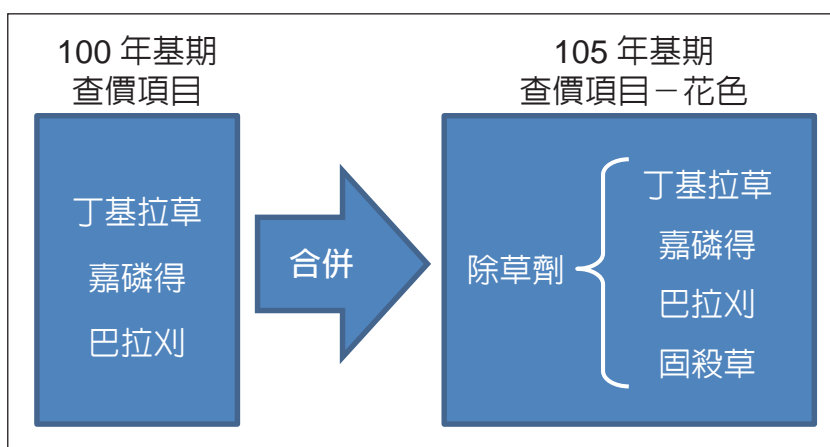 100 年基期
查價項目
丁基拉草
嘉磷得
巴拉刈
合併
105 年基期
查價項目－花色
除草劑
丁基拉草
嘉磷得
巴拉刈
固殺草